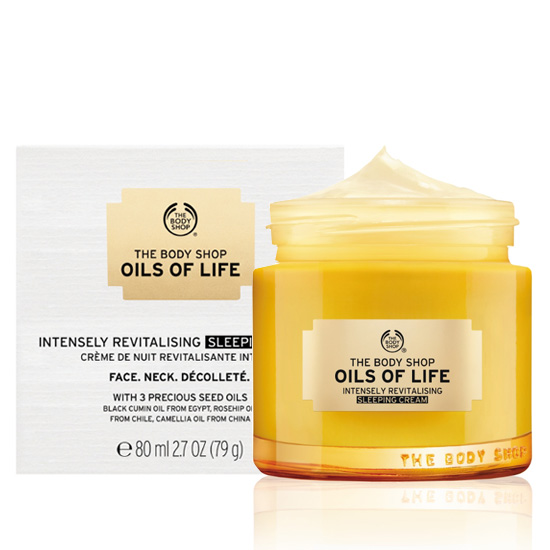 THE
BODY
SHOP
®
THE BODY SHOP
OILS OF LIFE
INTENSELY REVITALISING
CRÈME DE NUIT REVITALISANTE
FACE. NECK. DÉCOLLETÉ.
WITH 3 PRECIOUS SEED OILS
BLACK CUMIN OIL FROM EGYPT, ROSEHIP
FROM CHILE, CAMELLIA OIL FROM CHINA
℮ 80 ml 2.7 OZ (79 g)
THE
BODY
SHOP
®
THE BODY SHOP
OILS OF LIFE
INTENSELY REVITALISING
SLEEPING CREAM
THE BODY SHOP